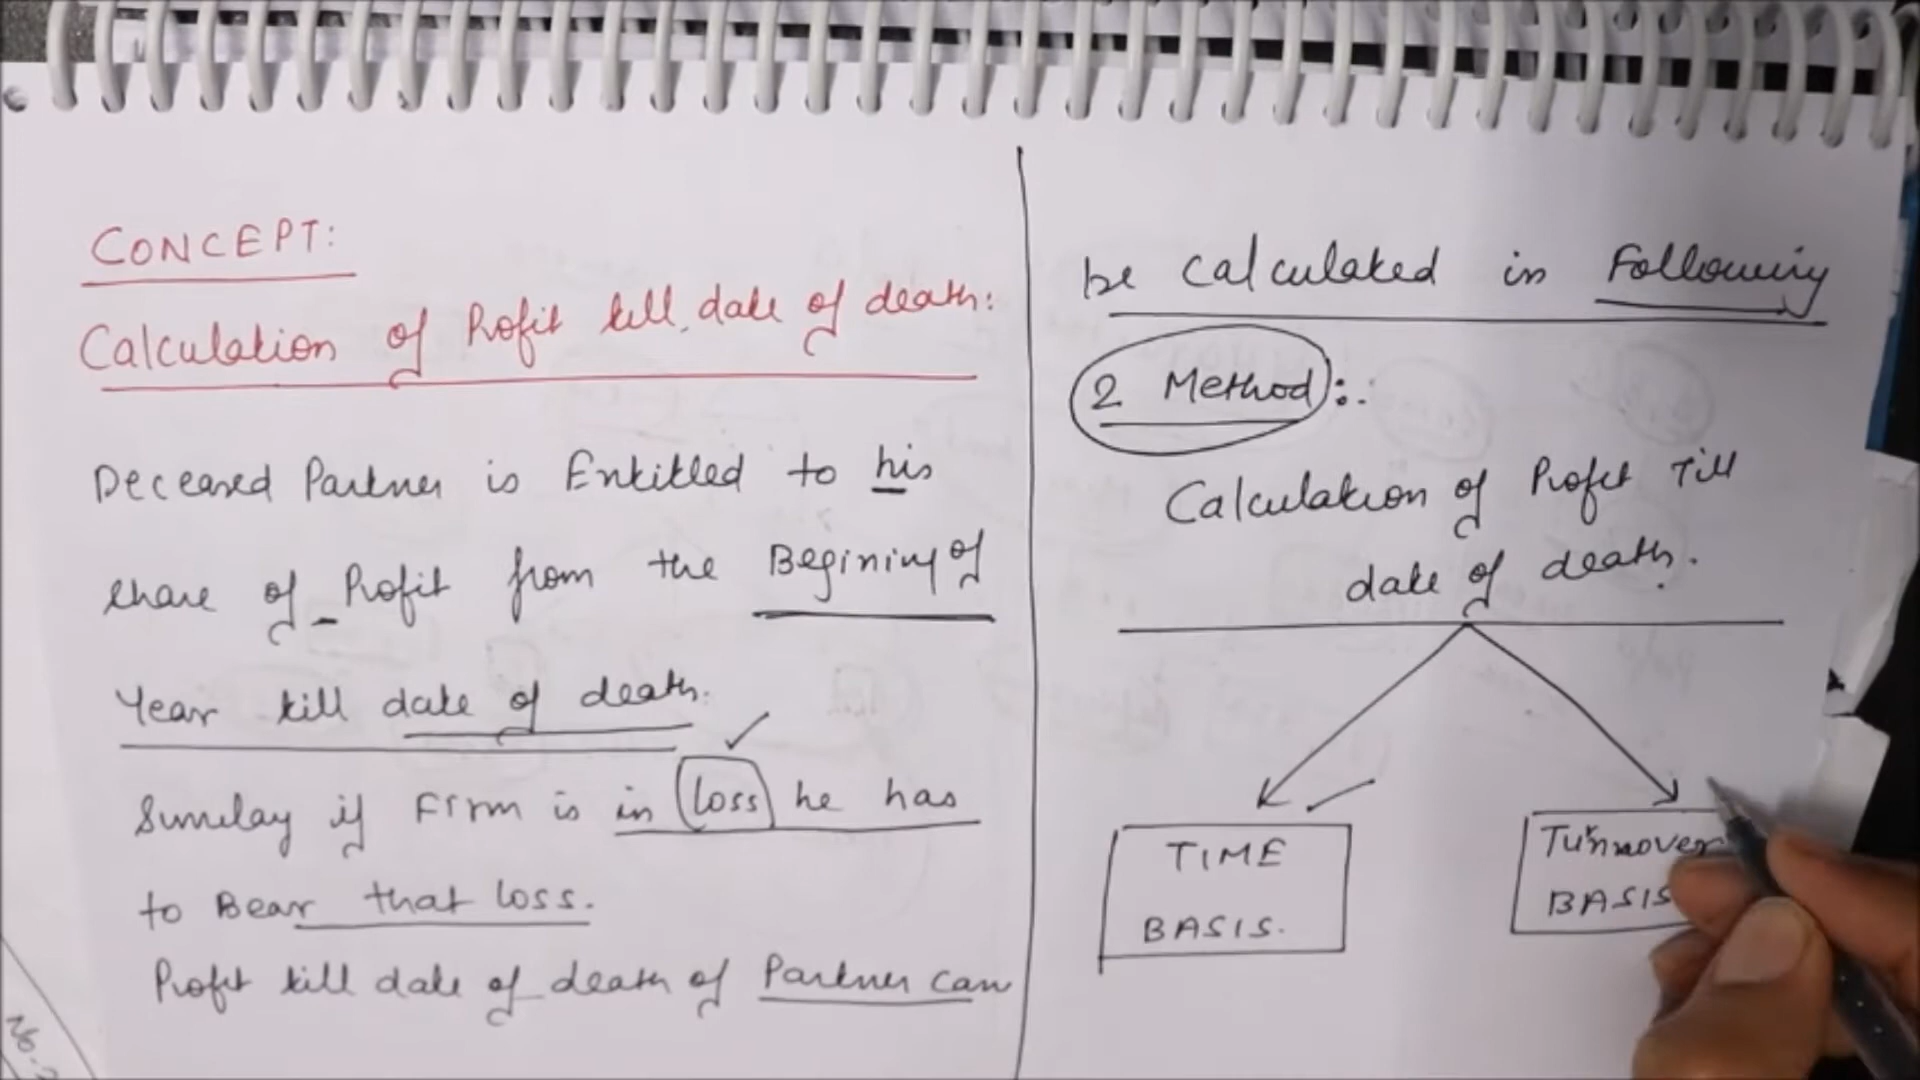 CONCEPT:
Calculation of Profit till date of death:
Deceased Partner is Entitled to his
share of Profit from the Begining of
Year till date of death.
Similay if Firm is in loss he has
to Bear that loss.
Profit till date of death of Partner can
be calculated in Following
2 Method:
Calculation of Profit Till
date of death.
TIME
BASIS.
Turnover
BASIS